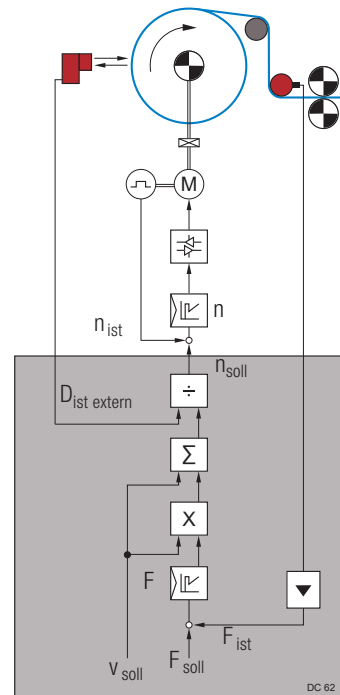 M
n
n ist
n soll
D ist extern
÷
Σ
X
F
F ist
v soll
F soll
DC 62